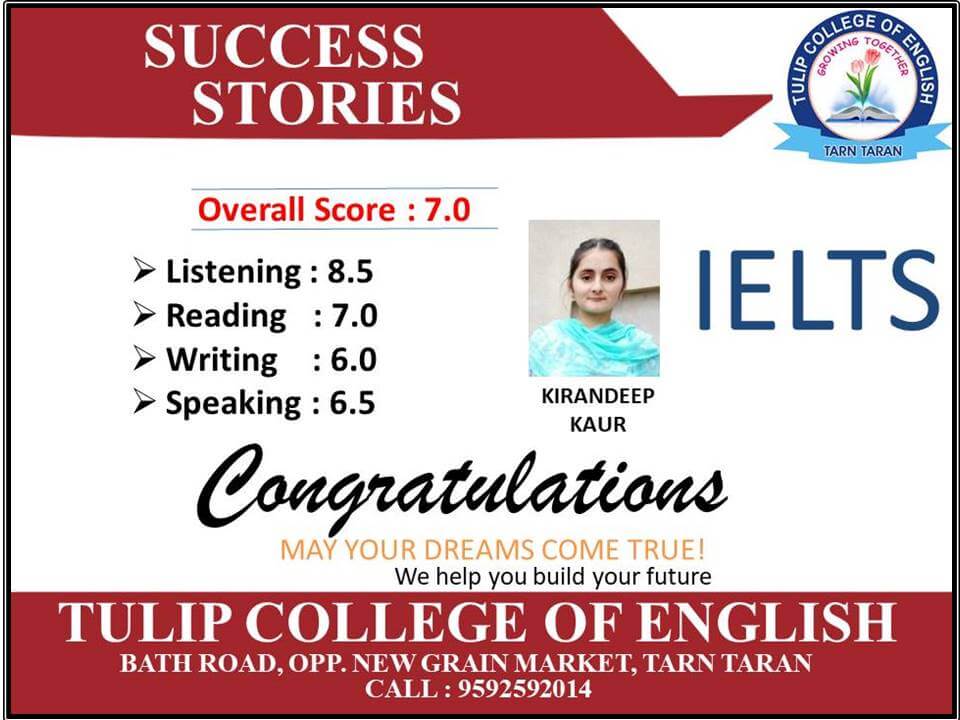 SUCCESS
STORIES
TULIP COLLEGE OF ENGLISH
GROWING TOGETHER
TARN TARAN
Overall Score : 7.0
➢ Listening : 8.5
➢ Reading : 7.0
➢ Writing : 6.0
➢ Speaking : 6.5
IELTS
KIRANDEEP
KAUR
Congratulations
MAY YOUR DREAMS COME TRUE!
We help you build your future
TULIP COLLEGE OF ENGLISH
BATH ROAD, OPP. NEW GRAIN MARKET, TARN TARAN
CALL : 9592592014